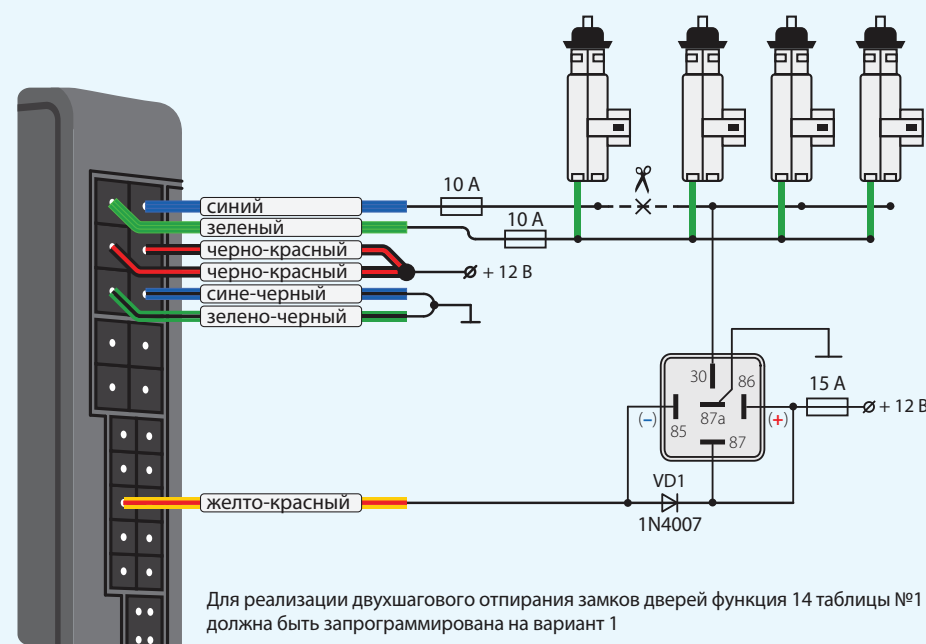 10 А
синий
10 А
зеленый
черно-красный
черно-красный
+ 12 В
сине-черный
зелено-черный
30
86
15 А
87а
+ 12 В
(–)
(+)
85
87
VD1
желто-красный
1N4007
Для реализации двухшагового отпирания замков дверей функция 14 таблицы №1
должна быть запрограммирована на вариант 1